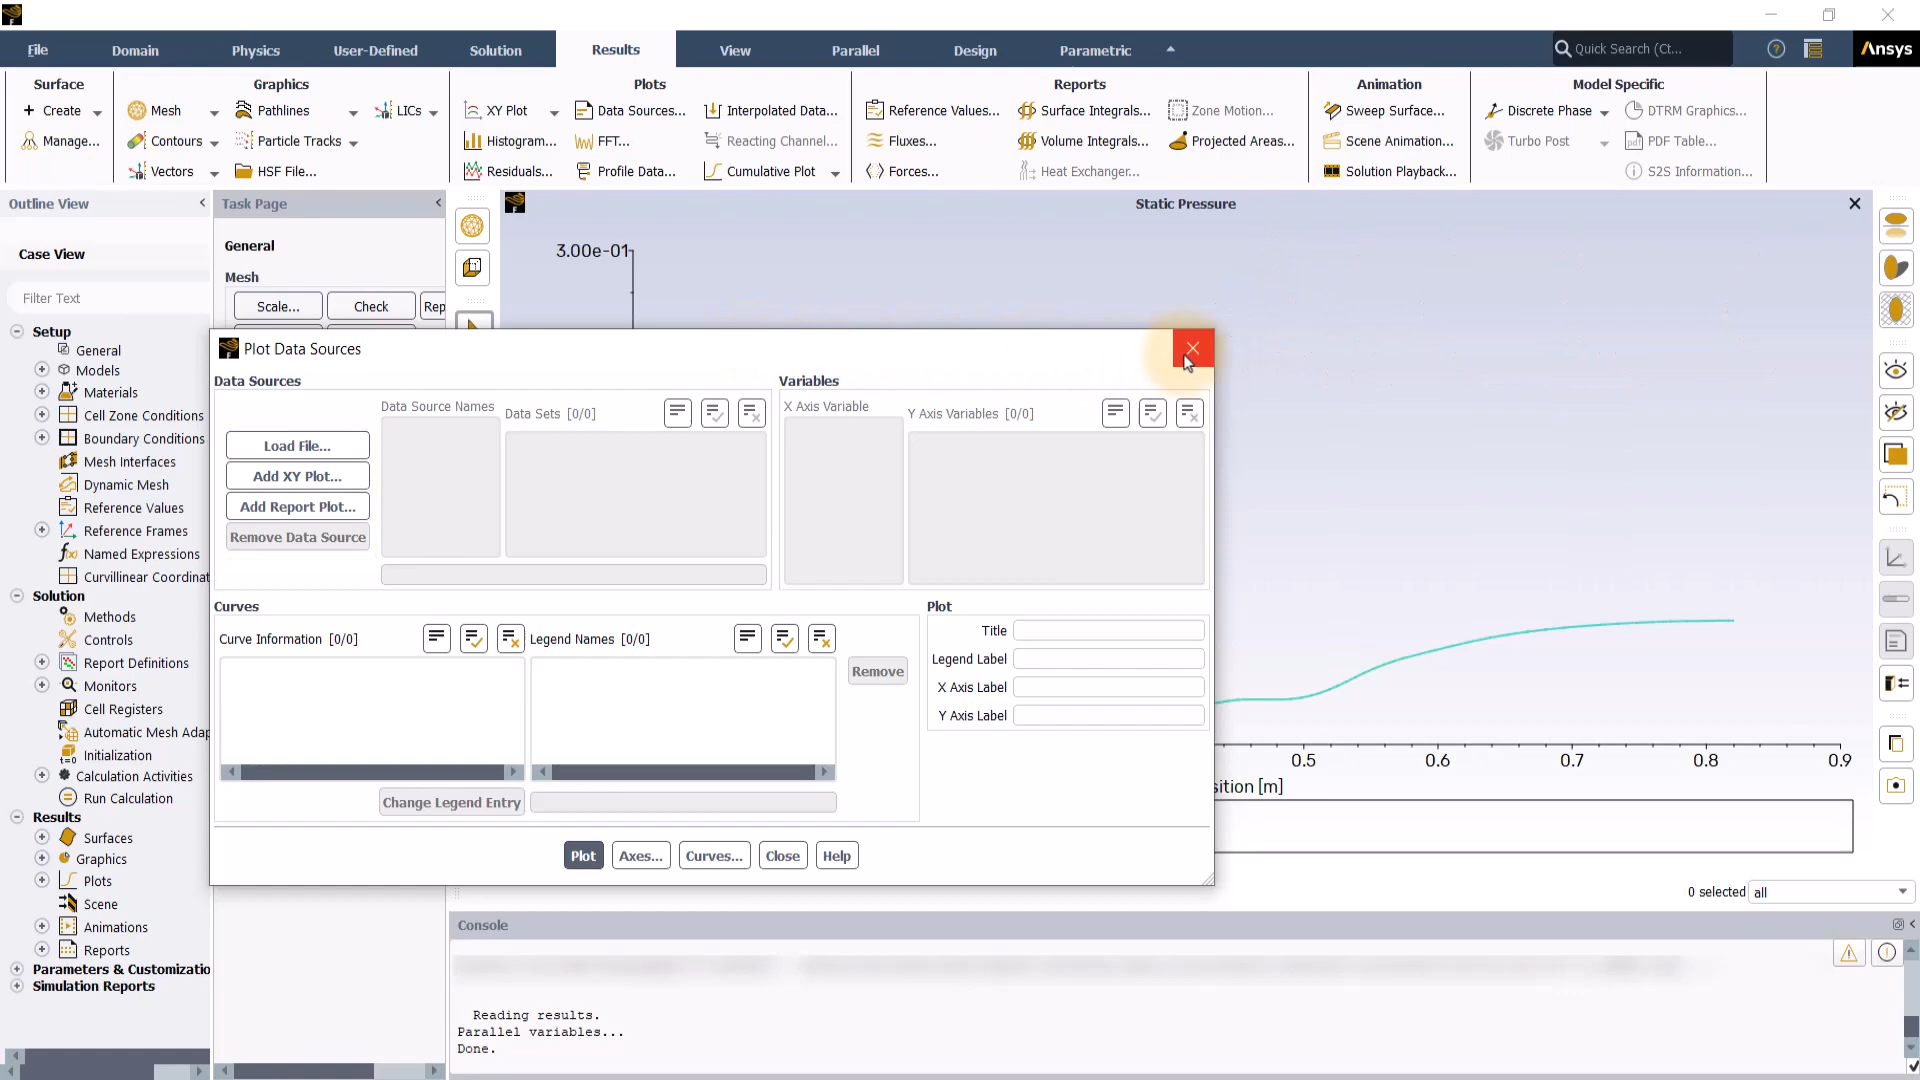 File
Domain
Physics
User-Defined
Solution
Results
View
Parallel
Design
Parametric
Quick Search (Ct...
Ansys
Surface
Create
Manage...
Graphics
Mesh
Pathlines
LICs
Contours
Particle Tracks
Vectors
HSF File...
Plots
XY Plot
Data Sources...
Interpolated Data...
Histogram...
FFT...
Reacting Channel...
Residuals...
Profile Data...
Cumulative Plot
Reports
Reference Values...
Surface Integrals...
Zone Motion...
Fluxes...
Volume Integrals...
Projected Areas...
Forces...
Heat Exchanger...
Animation
Sweep Surface...
Scene Animation...
Solution Playback...
Model Specific
Discrete Phase
DTRM Graphics...
Turbo Post
PDF Table...
S2S Information...
Outline View
Case View
Filter Text
Setup
General
Models
Materials
Cell Zone Conditions
Boundary Conditions
Mesh Interfaces
Dynamic Mesh
Reference Values
Reference Frames
Named Expressions
Curvillinear Coordinat
Solution
Methods
Controls
Report Definitions
Monitors
Cell Registers
Automatic Mesh Adap
Initialization
Calculation Activities
Run Calculation
Results
Surfaces
Graphics
Plots
Scene
Animations
Reports
Parameters & Customizatio
Simulation Reports
Task Page
General
Mesh
Scale...
Check
Rep
Static Pressure
3.00e-01
0.5
0.6
0.7
0.8
0.9
sition [m]
0 selected
all
Plot Data Sources
Data Sources
Load File...
Add XY Plot...
Add Report Plot...
Remove Data Source
Data Source Names
Data Sets [0/0]
Variables
X Axis Variable
Y Axis Variables [0/0]
Curves
Curve Information [0/0]
Legend Names [0/0]
Remove
Change Legend Entry
Plot
Title
Legend Label
X Axis Label
Y Axis Label
Plot
Axes...
Curves...
Close
Help
Console
Reading results.
Parallel variables...
Done.